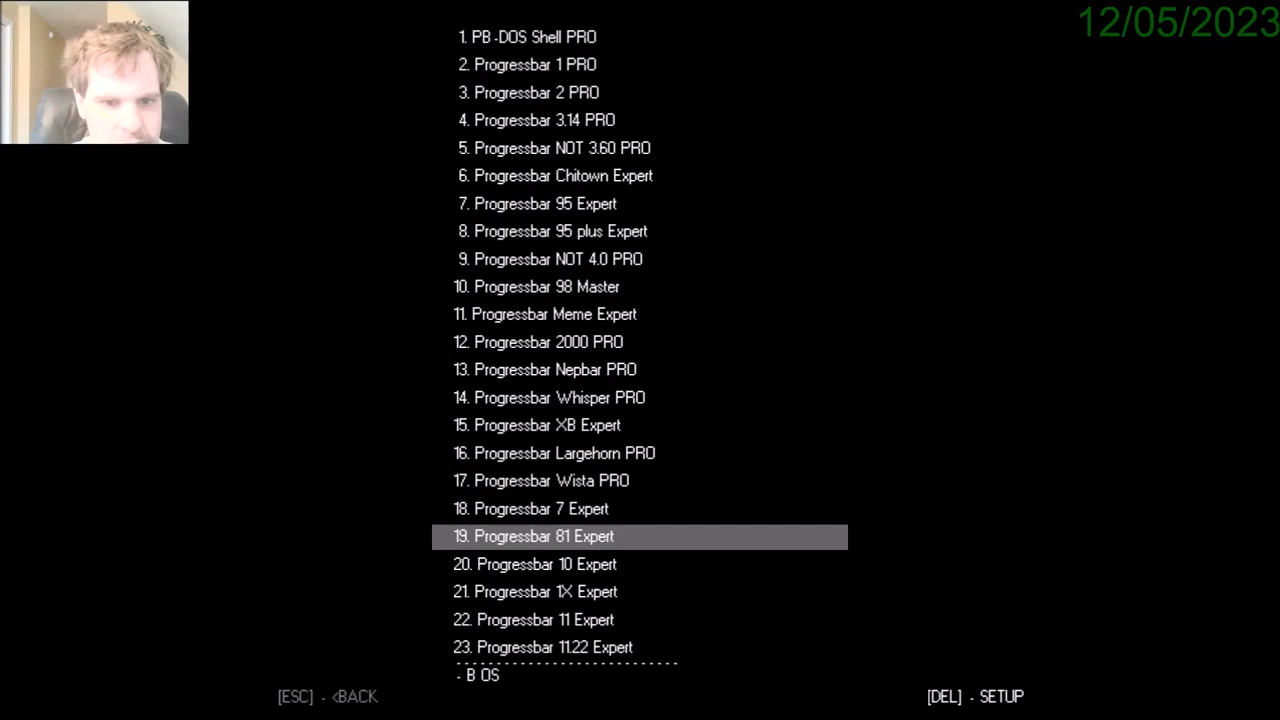 12/05/2023
1. PB-DOS Shell PRO
2. Progressbar 1 PRO
3. Progressbar 2 PRO
4. Progressbar 3.14 PRO
5. Progressbar NOT 3.60 PRO
6. Progressbar Chitown Expert
7. Progressbar 95 Expert
8. Progressbar 95 plus Expert
9. Progressbar NOT 4.0 PRO
10. Progressbar 98 Master
11. Progressbar Meme Expert
12. Progressbar 2000 PRO
13. Progressbar Nepbar PRO
14. Progressbar Whisper PRO
15. Progressbar XB Expert
16. Progressbar Largehorn PRO
17. Progressbar Wista PRO
18. Progressbar 7 Expert
19. Progressbar 81 Expert
20. Progressbar 10 Expert
21. Progressbar 1X Expert
22. Progressbar 11 Expert
23. Progressbar 11.22 Expert
- B OS
[ESC] - <BACK
[DEL] - SETUP